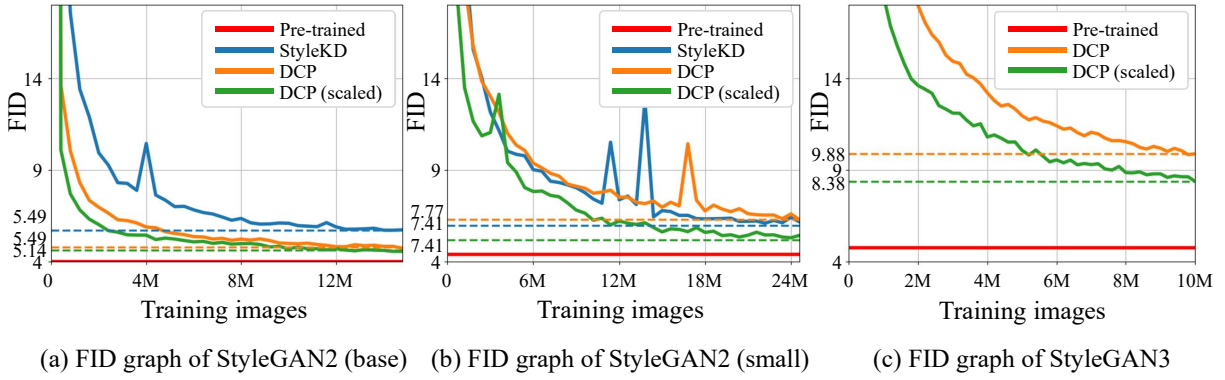 FID
14
9
5.49
5.49
5.14
4
0
4M
8M
12M
Training images
Pre-trained
StyleKD
DCP
DCP (scaled)
(a) FID graph of StyleGAN2 (base)
FID
14
9
7.77
7.41
7.41
4
0
6M
12M
18M
24M
Training images
Pre-trained
StyleKD
DCP
DCP (scaled)
(b) FID graph of StyleGAN2 (small)
FID
14
9.88
9
8.38
4
0
2M
4M
6M
8M
10M
Training images
Pre-trained
DCP
DCP (scaled)
(c) FID graph of StyleGAN3